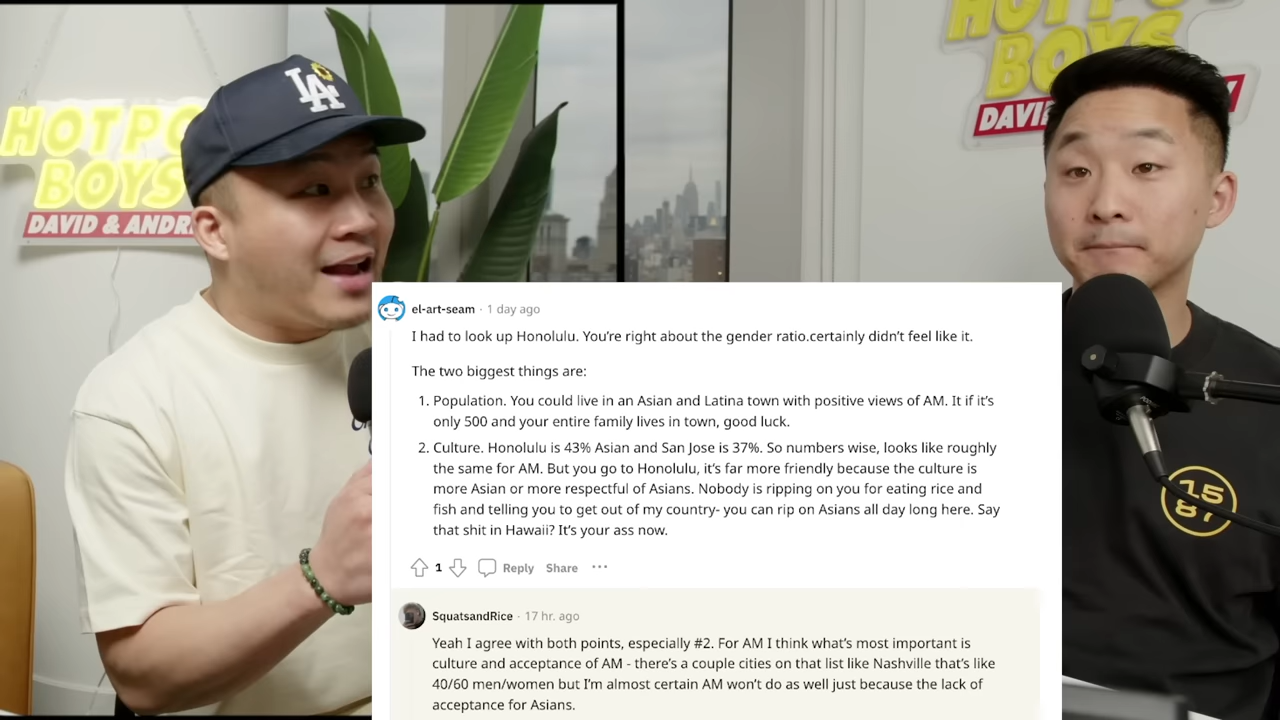 HOTPO
BOYS
DAVID & ANDR
LA
HOTPO
BOYS
DAVI
Y
15
87
el-art-seam · 1 day ago
I had to look up Honolulu. You're right about the gender ratio.certainly didn't feel like it.
The two biggest things are:
1. Population. You could live in an Asian and Latina town with positive views of AM. It if it's
only 500 and your entire family lives in town, good luck.
2. Culture. Honolulu is 43% Asian and San Jose is 37%. So numbers wise, looks like roughly
the same for AM. But you go to Honolulu, it's far more friendly because the culture is
more Asian or more respectful of Asians. Nobody is ripping on you for eating rice and
fish and telling you to get out of my country- you can rip on Asians all day long here. Say
that shit in Hawaii? It's your ass now.
1 Reply Share ···
SquatsandRice · 17 hr. ago
Yeah I agree with both points, especially #2. For AM I think what's most important is
culture and acceptance of AM - there's a couple cities on that list like Nashville that's like
40/60 men/women but I'm almost certain AM won't do as well just because the lack of
acceptance for Asians.